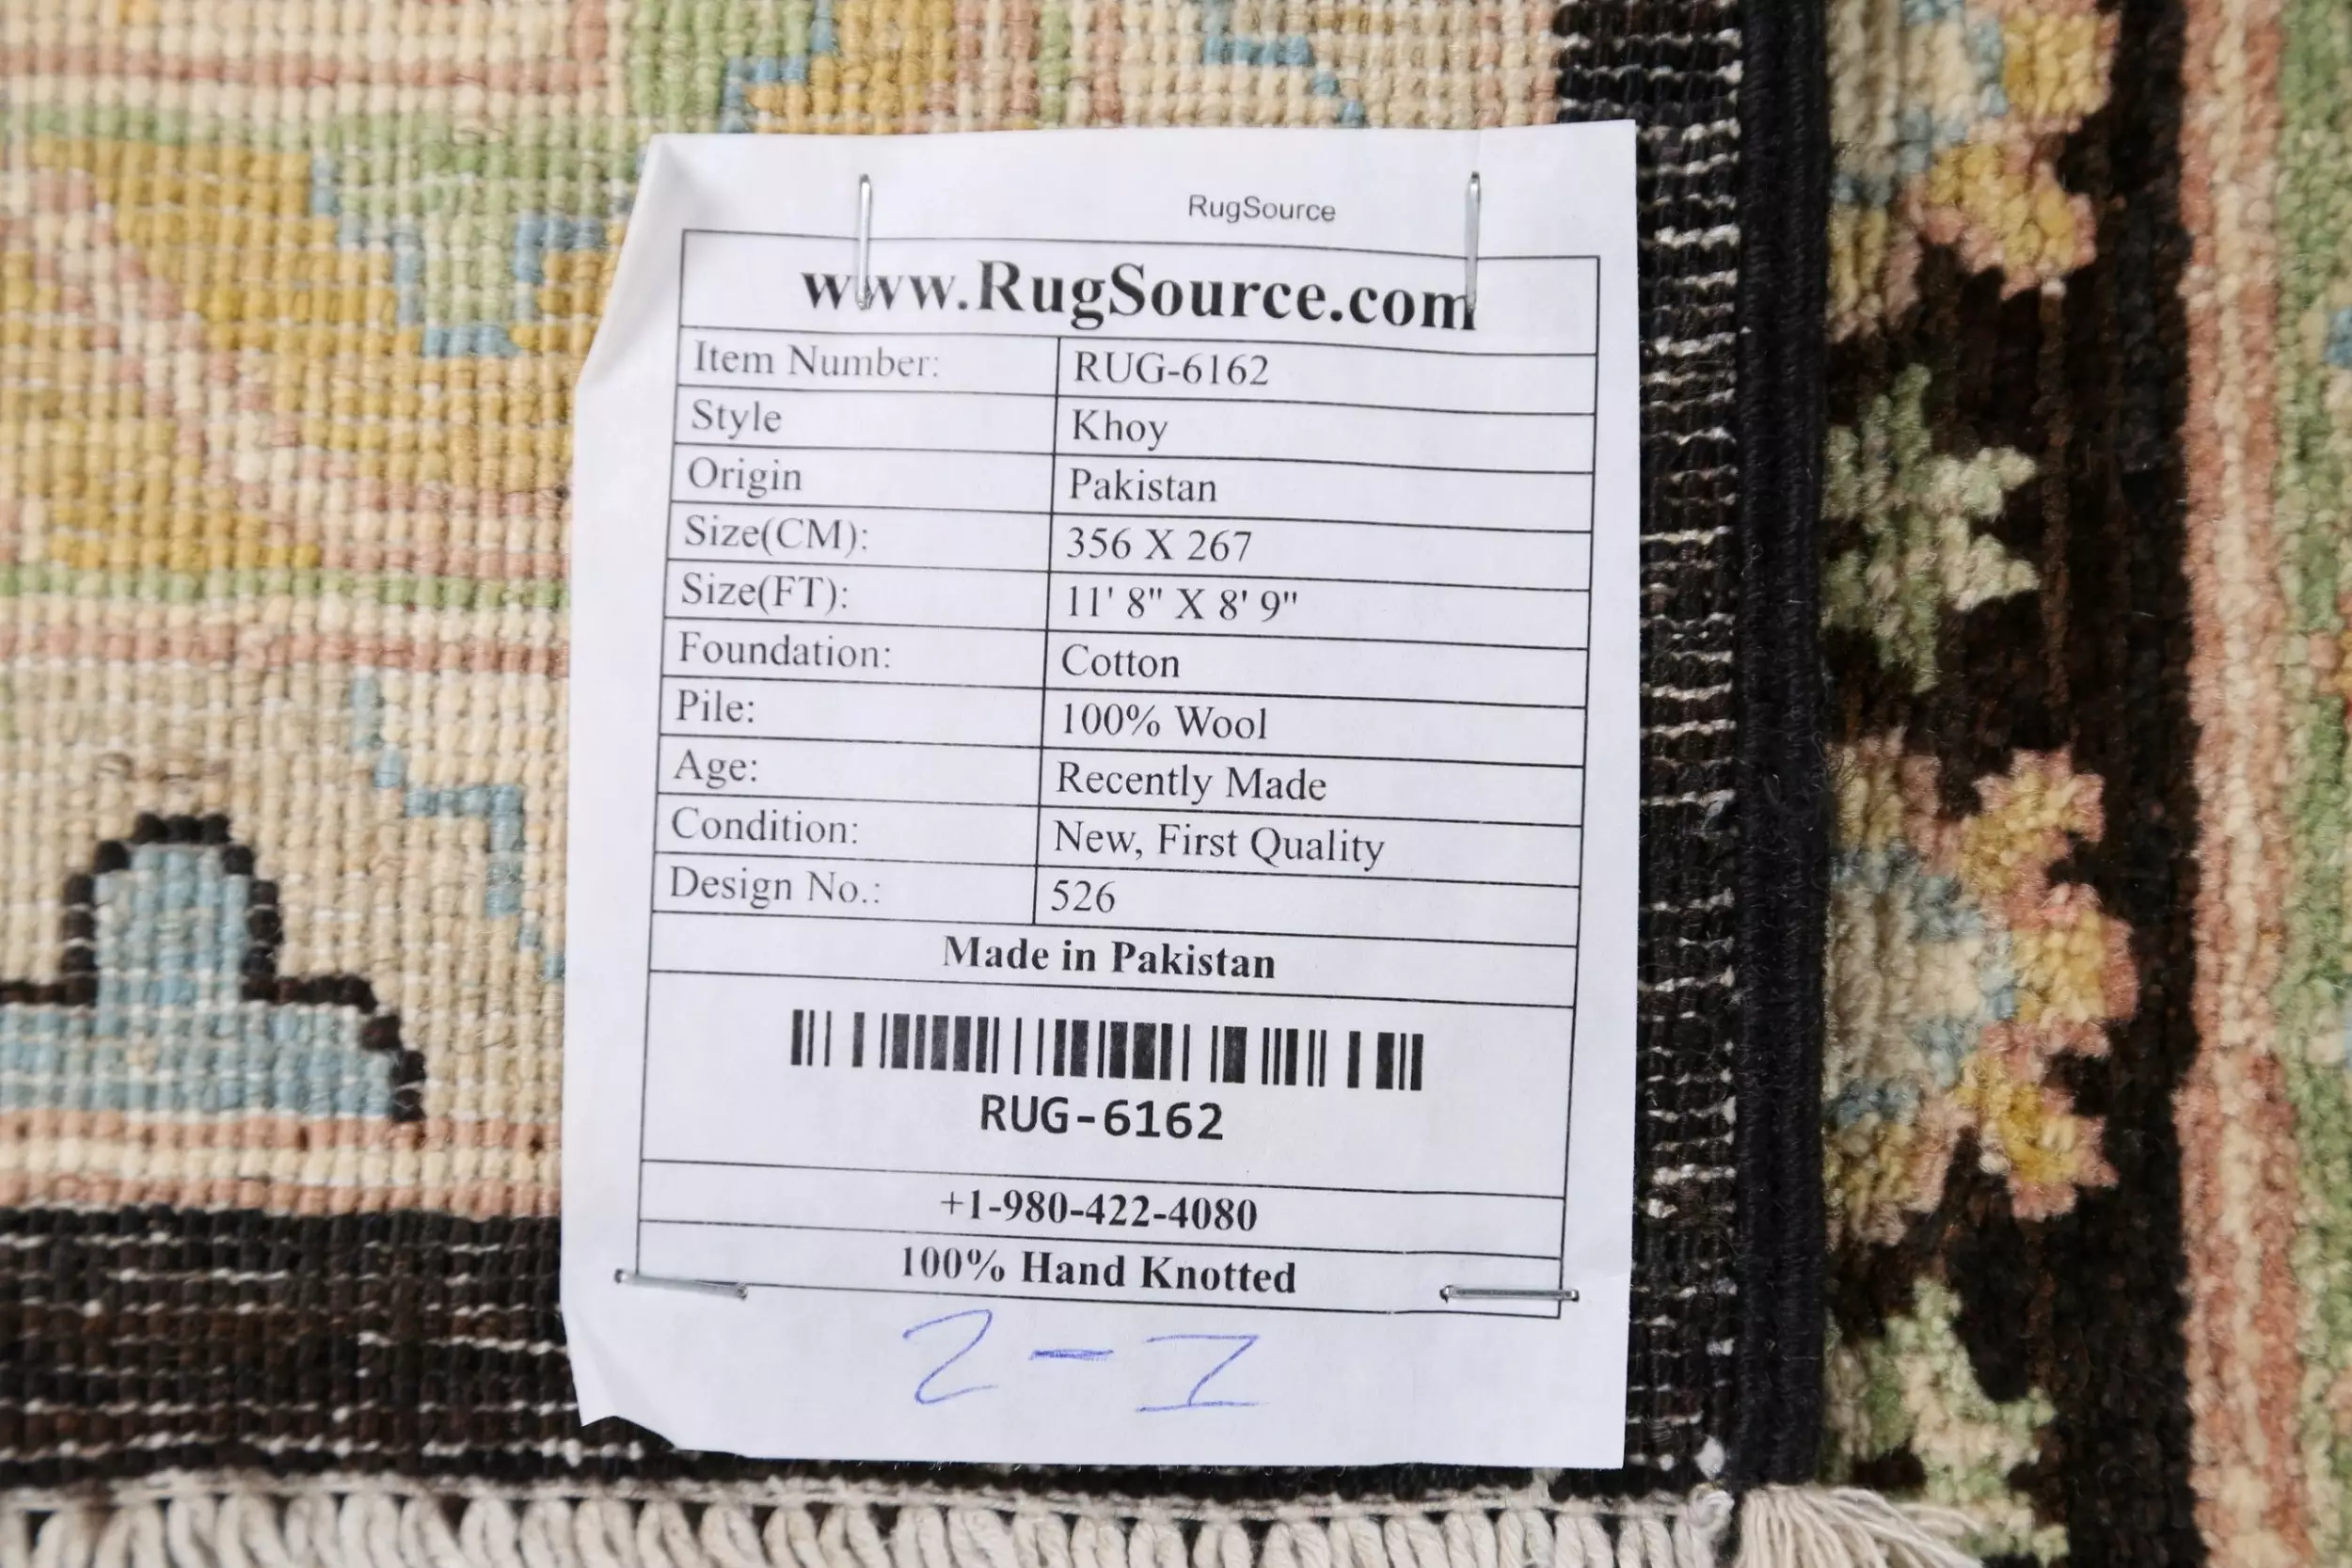 RugSource
www.RugSource.com
Item Number: RUG-6162
Style Khoy
Origin Pakistan
Size(CM): 356 X 267
Size(FT): 11' 8" X 8' 9"
Foundation: Cotton
Pile: 100% Wool
Age: Recently Made
Condition: New, First Quality
Design No.: 526
Made in Pakistan
RUG-6162
+1-980-422-4080
100% Hand Knotted
2-1